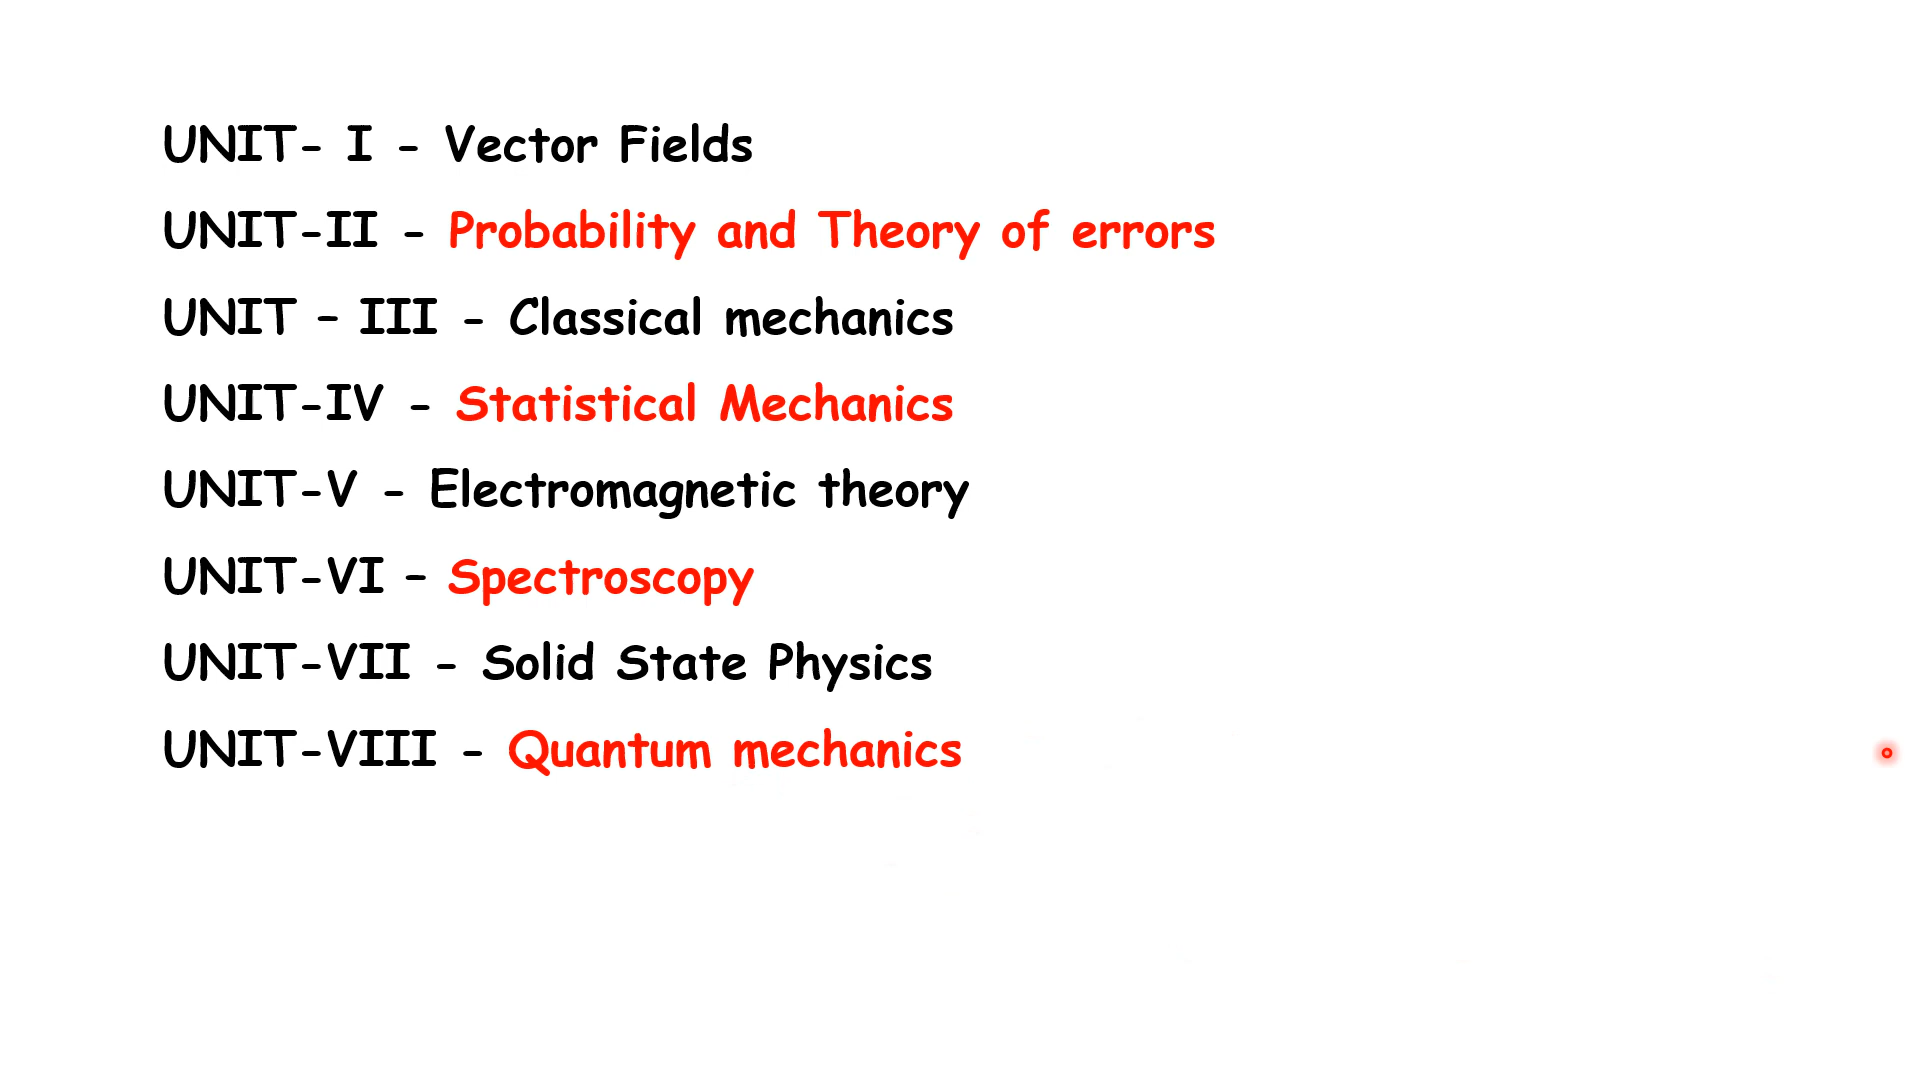 UNIT- I - Vector Fields
UNIT-II - Probability and Theory of errors
UNIT – III - Classical mechanics
UNIT-IV - Statistical Mechanics
UNIT-V - Electromagnetic theory
UNIT-VI – Spectroscopy
UNIT-VII - Solid State Physics
UNIT-VIII - Quantum mechanics